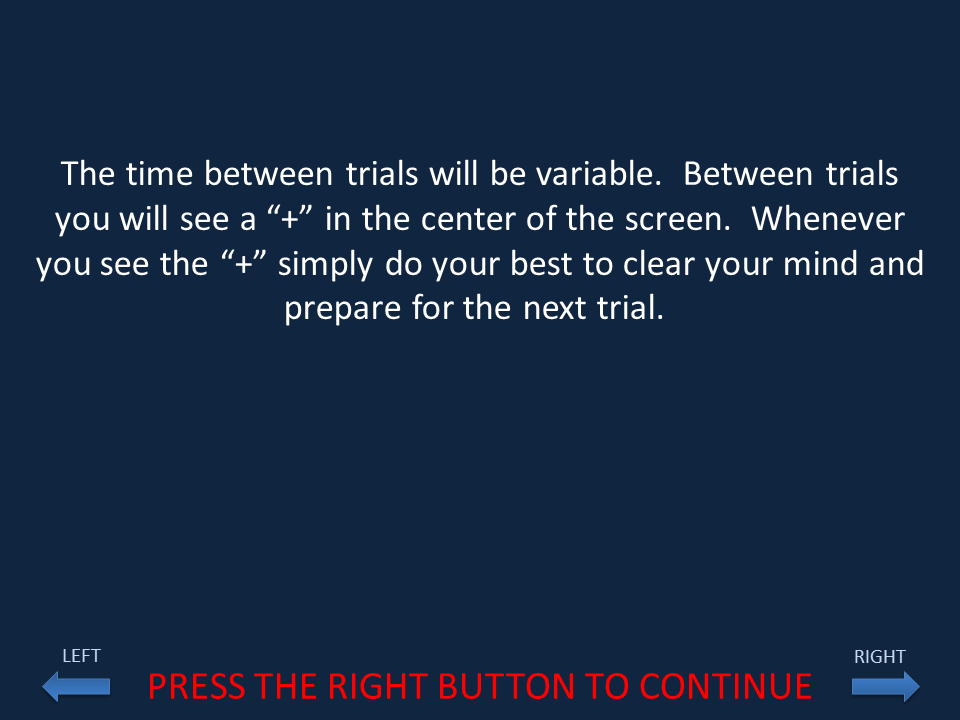 The time between trials will be variable.  Between trials
you will see a “+” in the center of the screen.  Whenever
you see the “+” simply do your best to clear your mind and
prepare for the next trial.
LEFT
RIGHT
PRESS THE RIGHT BUTTON TO CONTINUE